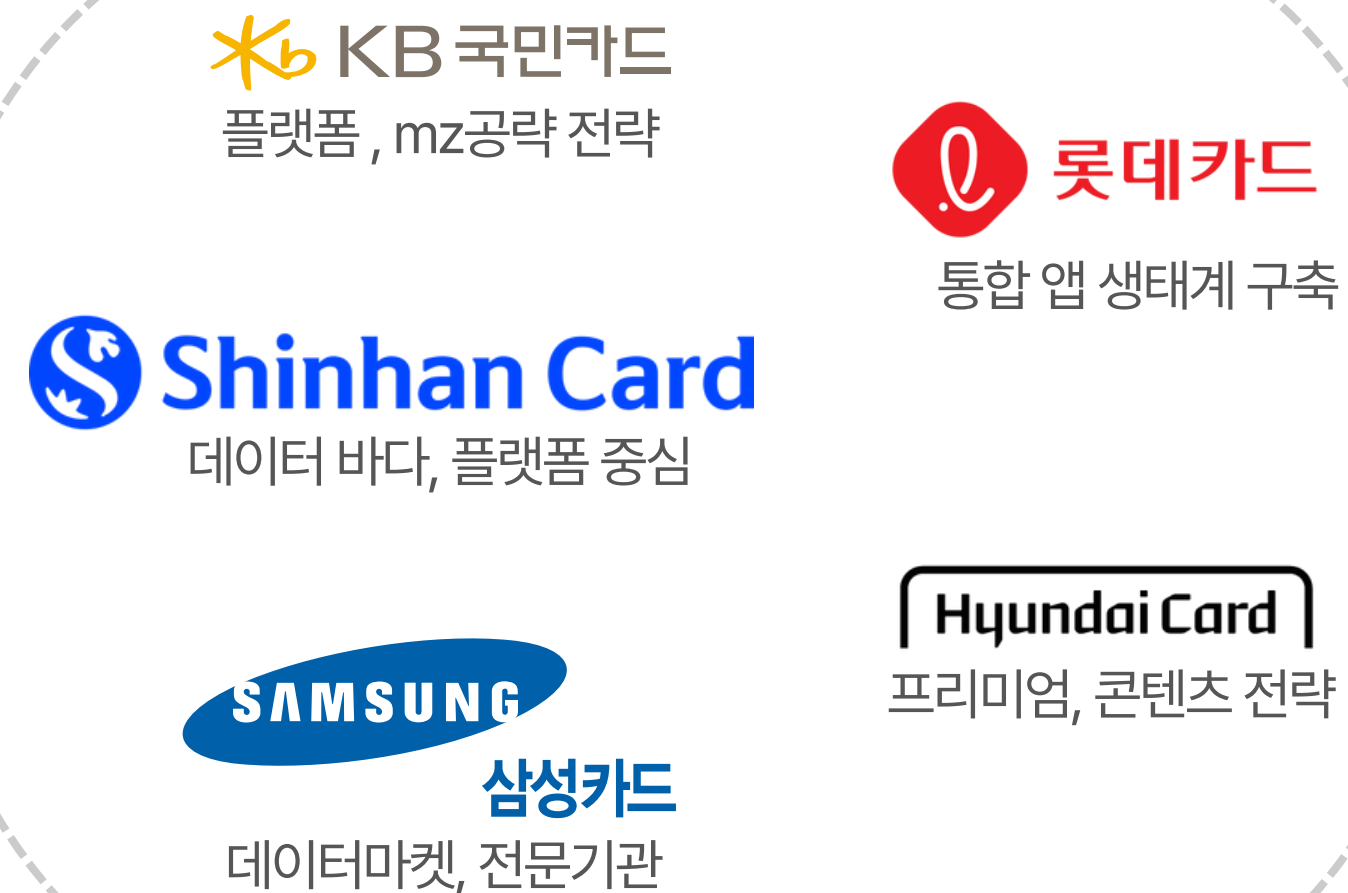 KB 국민카드
플랫폼 , mz공략 전략
롯데카드
통합 앱 생태계 구축
Shinhan Card
데이터 바다, 플랫폼 중심
Hyundai Card
프리미엄, 콘텐츠 전략
SAMSUNG
삼성카드
데이터마켓, 전문기관